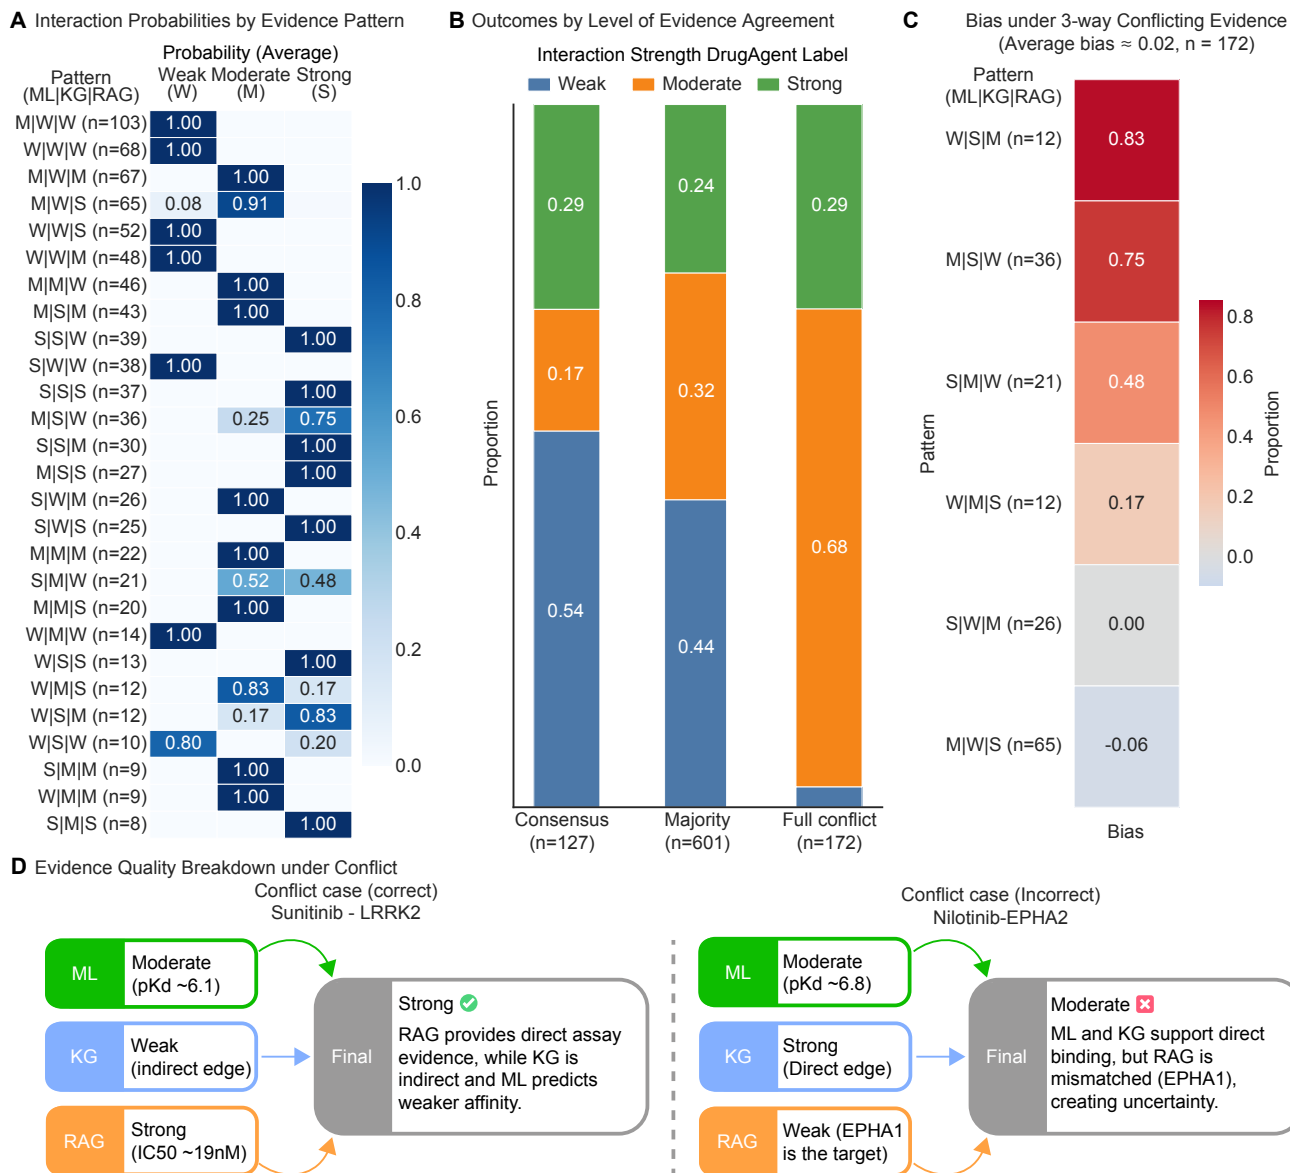 A Interaction Probabilities by Evidence Pattern
Probability (Average)
Pattern
(ML|KG|RAG)
Weak
(W)
Moderate
(M)
Strong
(S)
M|W|W (n=103) 1.00
W|W|W (n=68) 1.00
M|W|M (n=67) 1.00
M|W|S (n=65) 0.08 0.91
W|W|S (n=52) 1.00
W|W|M (n=48) 1.00
M|M|W (n=46) 1.00
M|S|M (n=43) 1.00
S|S|W (n=39) 1.00
S|W|W (n=38) 1.00
S|S|S (n=37) 1.00
M|S|W (n=36) 0.25 0.75
S|S|M (n=30) 1.00
M|S|S (n=27) 1.00
S|W|M (n=26) 1.00
S|W|S (n=25) 1.00
M|M|M (n=22) 1.00
S|M|W (n=21) 0.52 0.48
M|M|S (n=20) 1.00
W|M|W (n=14) 1.00
W|S|S (n=13) 1.00
W|M|S (n=12) 0.83 0.17
W|S|M (n=12) 0.17 0.83
W|S|W (n=10) 0.80 0.20
S|M|M (n=9) 1.00
W|M|M (n=9) 1.00
S|M|S (n=8) 1.00
1.0
0.8
0.6
0.4
0.2
0.0
B Outcomes by Level of Evidence Agreement
Interaction Strength DrugAgent Label
Weak Moderate Strong
Proportion
0.29
0.17
0.54
0.24
0.32
0.44
0.29
0.68
Consensus
(n=127)
Majority
(n=601)
Full conflict
(n=172)
C Bias under 3-way Conflicting Evidence
(Average bias ≈ 0.02, n = 172)
Pattern
(ML|KG|RAG)
Pattern
W|S|M (n=12) 0.83
M|S|W (n=36) 0.75
S|M|W (n=21) 0.48
W|M|S (n=12) 0.17
S|W|M (n=26) 0.00
M|W|S (n=65) -0.06
Bias
0.8
0.6
0.4
0.2
0.0
Proportion
D Evidence Quality Breakdown under Conflict
Conflict case (correct)
Sunitinib - LRRK2
ML
Moderate
(pKd ~6.1)
KG
Weak
(indirect edge)
RAG
Strong
(IC50 ~19nM)
Final
Strong
RAG provides direct assay
evidence, while KG is
indirect and ML predicts
weaker affinity.
Conflict case (Incorrect)
Nilotinib-EPHA2
ML
Moderate
(pKd ~6.8)
KG
Strong
(Direct edge)
RAG
Weak (EPHA1
is the target)
Final
Moderate
ML and KG support direct
binding, but RAG is
mismatched (EPHA1),
creating uncertainty.